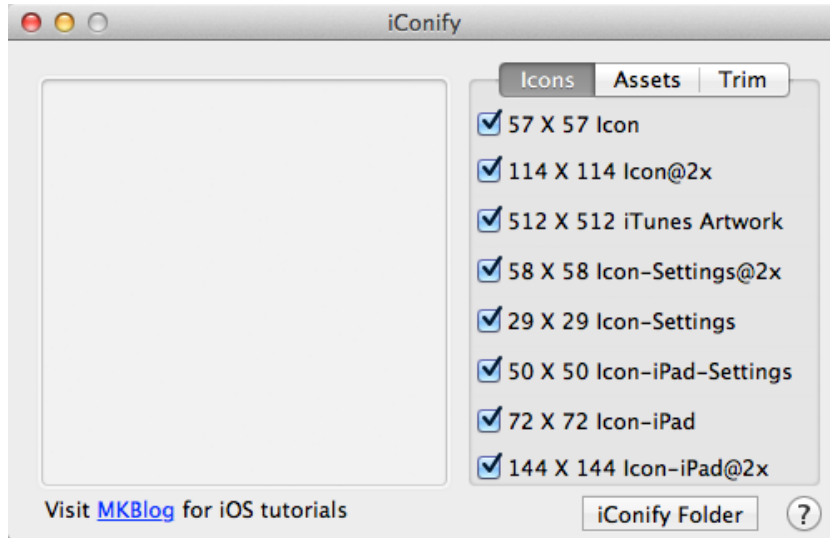 iConify
Icons Assets Trim
57 X 57 Icon
114 X 114 Icon@2x
512 X 512 iTunes Artwork
58 X 58 Icon-Settings@2x
29 X 29 Icon-Settings
50 X 50 Icon-iPad-Settings
72 X 72 Icon-iPad
144 X 144 Icon-iPad@2x
Visit MKBlog for iOS tutorials
iConify Folder ?